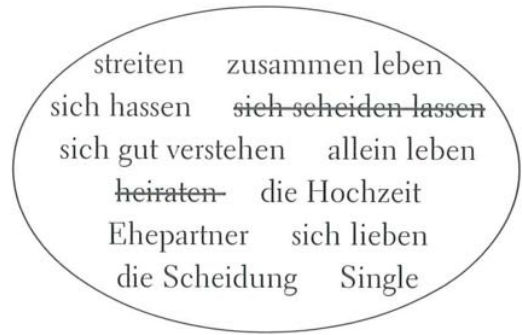 streiten zusammen leben
sich hassen sich scheiden lassen
sich gut verstehen allein leben
heiraten die Hochzeit
Ehepartner sich lieben
die Scheidung Single